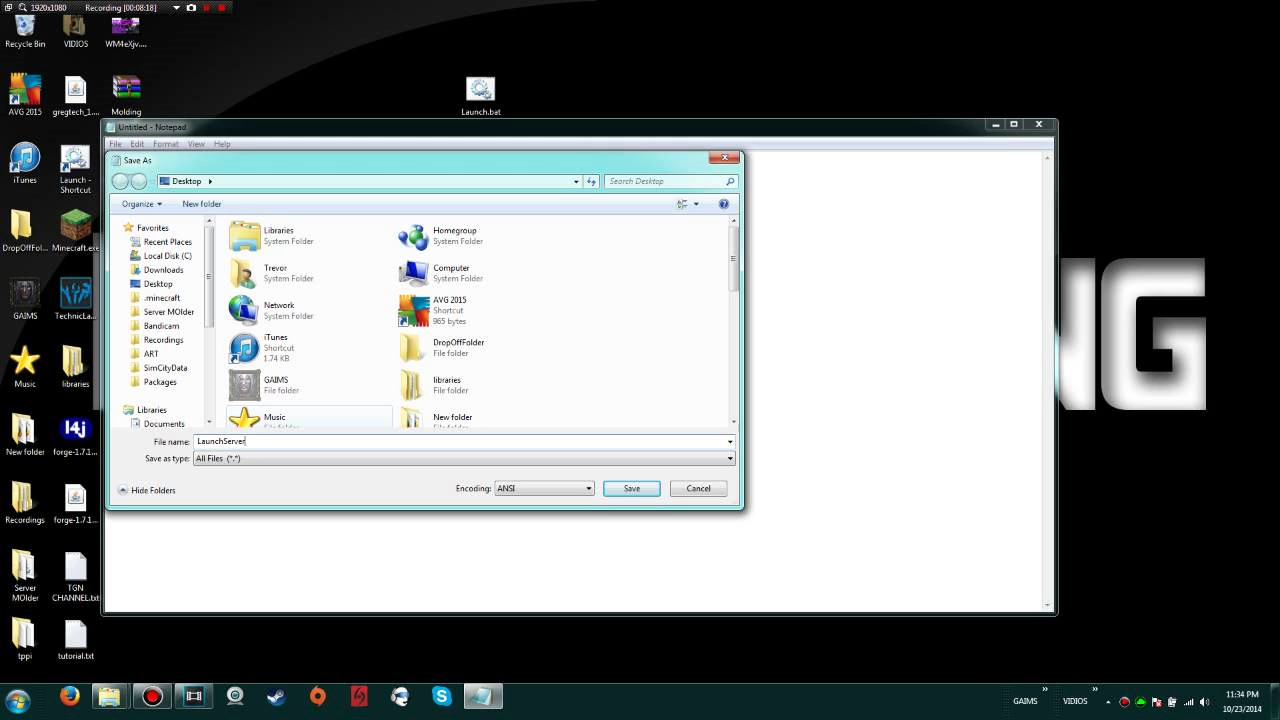 1920x1080 Recording [00:08:18]
Recycle Bin
VIDIOS
WM4eXjv....
AVG 2015
gregtech_1....
Molding
Launch.bat
iTunes
Launch - Shortcut
DropOffFol...
Minecraft.exe
GAIMS
TechnicLa...
Music
libraries
New folder
forge-1.7.1...
Recordings
forge-1.7.1...
Server MOlder
TGN CHANNEL.txt
tppi
tutorial.txt
Untitled - Notepad
File Edit Format View Help
Save As
Desktop
Search Desktop
Organize
New folder
Favorites
Recent Places
Local Disk (C)
Downloads
Desktop
.minecraft
Server MOlder
Bandicam
Recordings
ART
SimCityData
Packages
Libraries
Documents
Libraries
System Folder
Homegroup
System Folder
Trevor
System Folder
Computer
System Folder
Network
System Folder
AVG 2015
Shortcut
965 bytes
iTunes
Shortcut
1.74 KB
DropOffFolder
File folder
GAIMS
File folder
libraries
File folder
Music
File folder
New folder
File folder
File name: LaunchServer
Save as type: All Files (*.*)
Hide Folders
Encoding: ANSI
Save
Cancel
NG
14j
GAIMS
VIDIOS
11:34 PM
10/23/2014